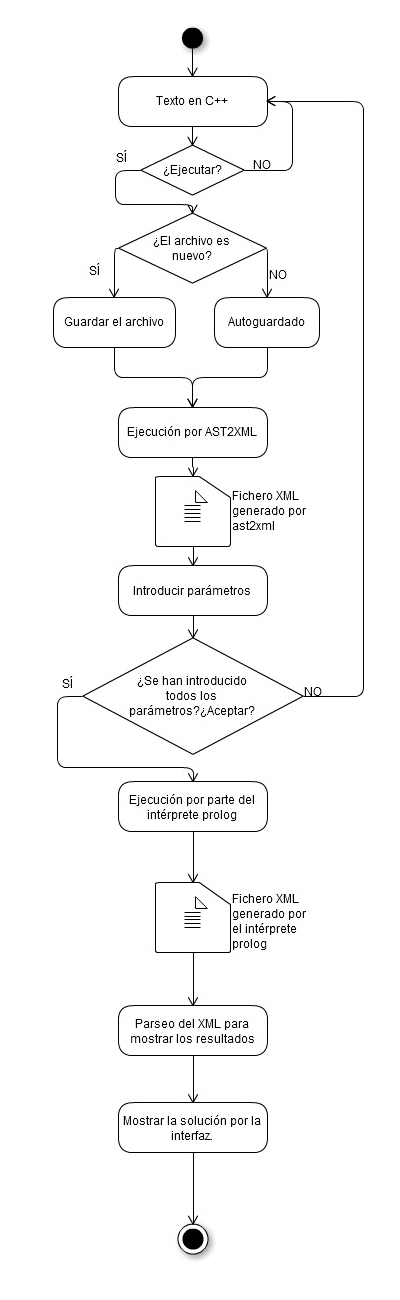 Texto en C++
¿Ejecutar?
SÍ
NO
¿El archivo es
nuevo?
SÍ
NO
Guardar el archivo
Autoguardado
Ejecución por AST2XML
Fichero XML
generado por
ast2xml
Introducir parámetros
¿Se han introducido
todos los
parámetros?¿Aceptar?
SÍ
NO
Ejecución por parte del
intérprete prolog
Fichero XML
generado por
el intérprete
prolog
Parseo del XML para
mostrar los resultados
Mostrar la solución por la
interfaz.